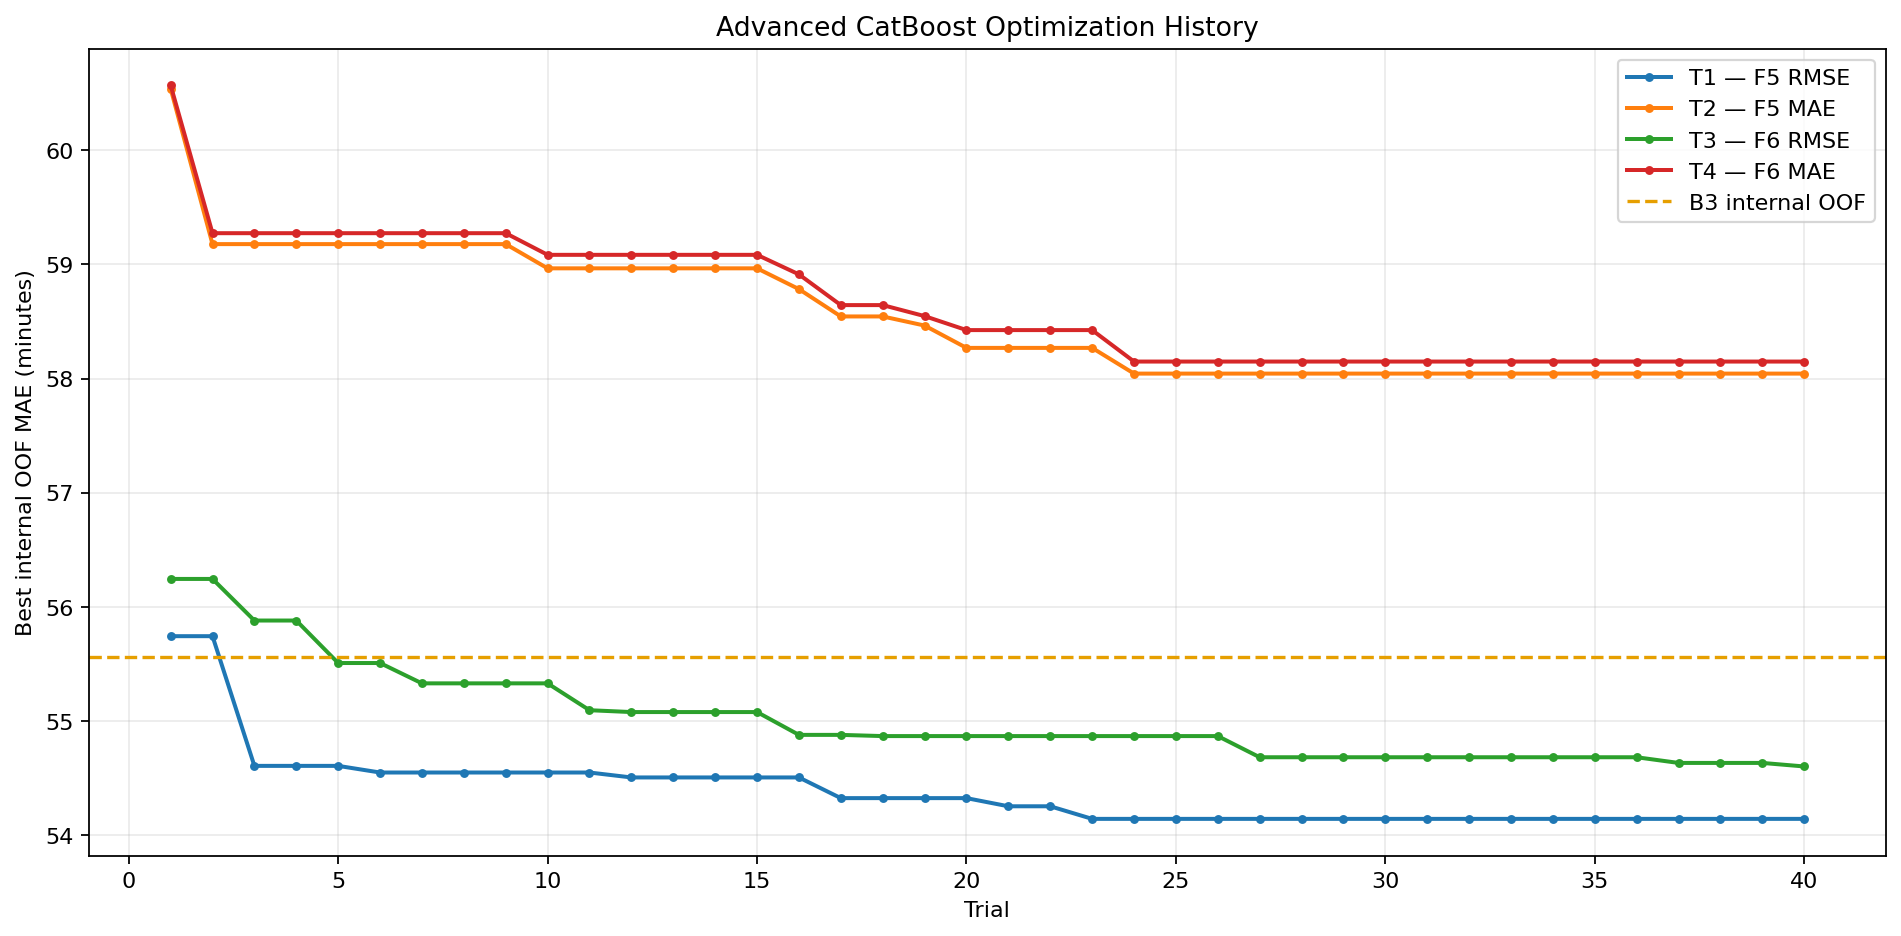 Advanced CatBoost Optimization History
T1 — F5 RMSE
T2 — F5 MAE
T3 — F6 RMSE
T4 — F6 MAE
B3 internal OOF
Best internal OOF MAE (minutes)
60
59
58
57
56
55
54
0 5 10 15 20 25 30 35 40
Trial